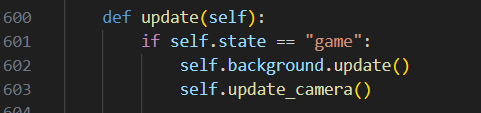 600 def update(self):
601 if self.state == "game":
602 self.background.update()
603 self.update_camera()
604